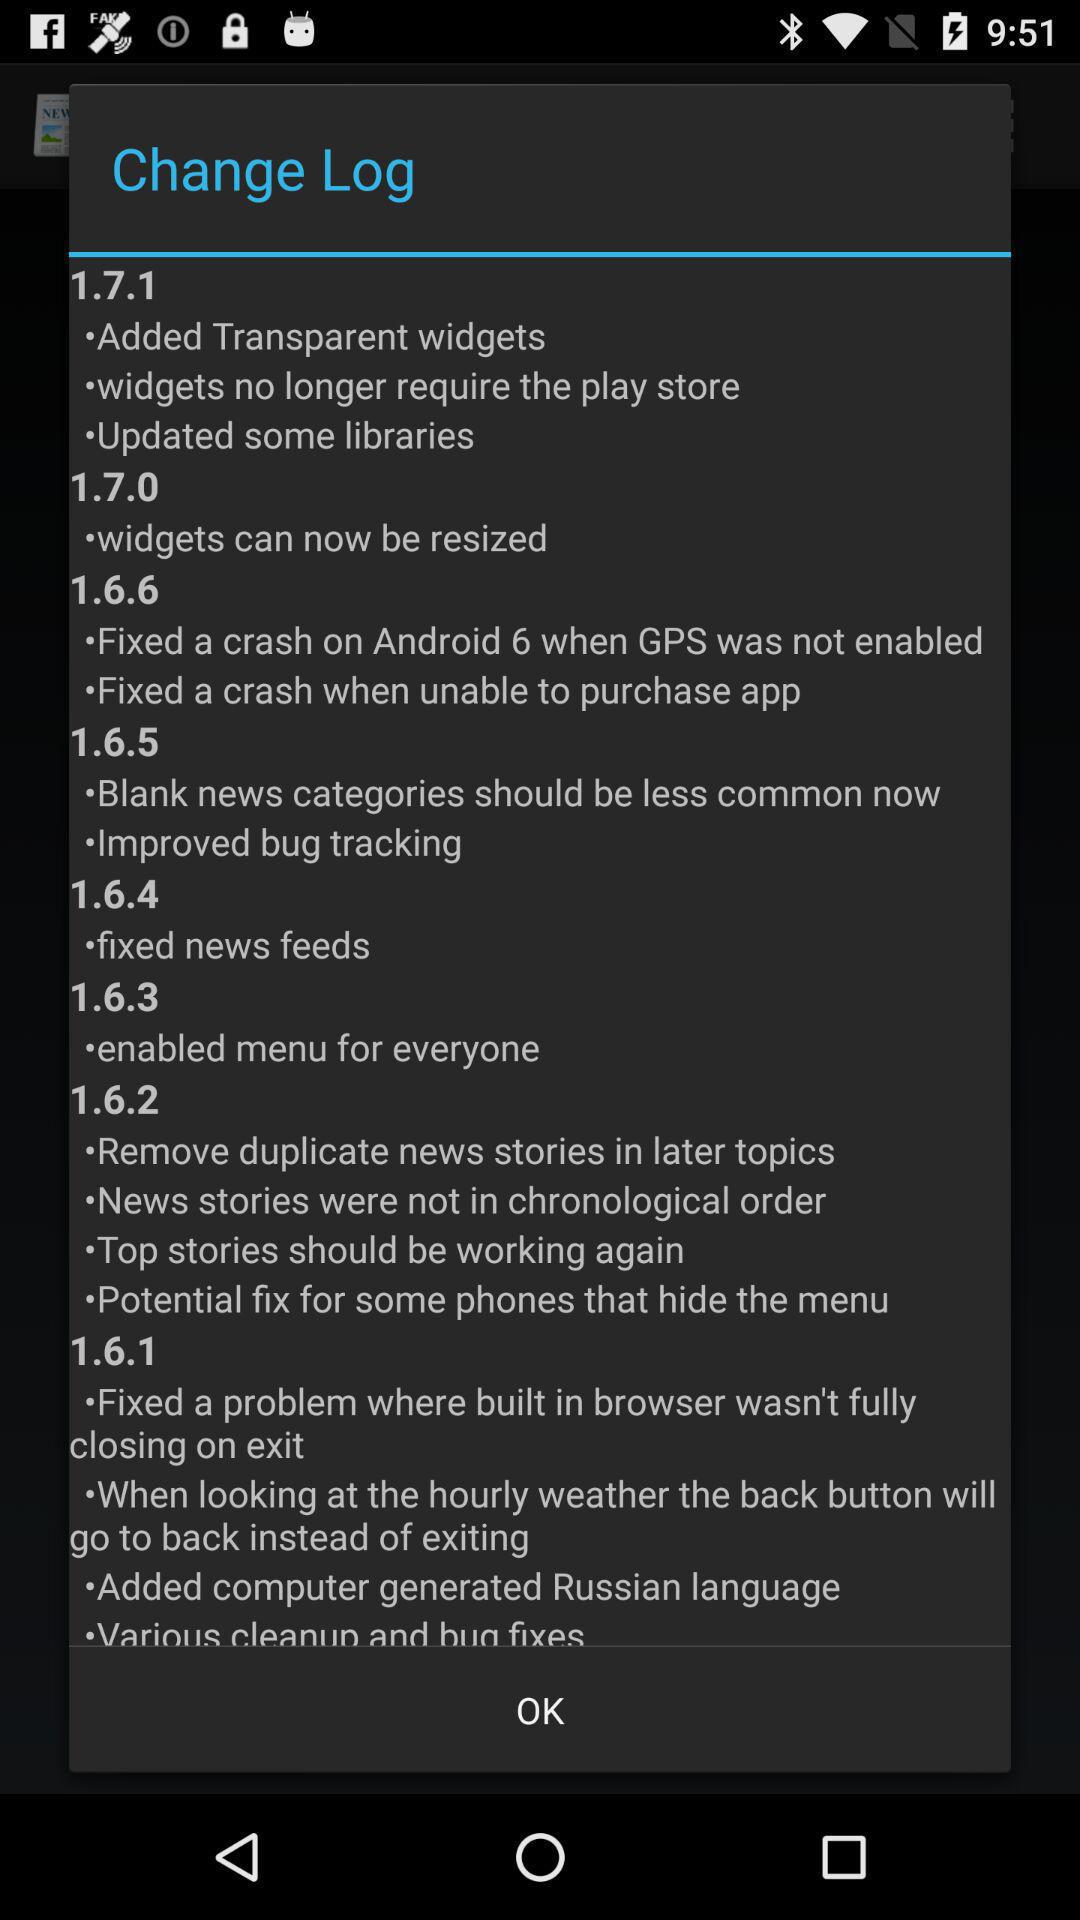 FAK
9:51
NEW
Change Log
1.7.1
•Added Transparent widgets
•widgets no longer require the play store
•Updated some libraries
1.7.0
•widgets can now be resized
1.6.6
•Fixed a crash on Android 6 when GPS was not enabled
•Fixed a crash when unable to purchase app
1.6.5
•Blank news categories should be less common now
•Improved bug tracking
1.6.4
•fixed news feeds
1.6.3
•enabled menu for everyone
1.6.2
•Remove duplicate news stories in later topics
•News stories were not in chronological order
•Top stories should be working again
•Potential fix for some phones that hide the menu
1.6.1
•Fixed a problem where built in browser wasn't fully
closing on exit
•When looking at the hourly weather the back button will
go to back instead of exiting
•Added computer generated Russian language
•Various cleanup and bug fixes
OK